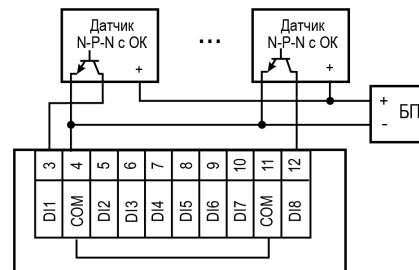 Датчик
N-P-N с ОК
+
...
Датчик
N-P-N с ОК
+
+
БП
-
3 4 5 6 7 8 9 10 11 12
DI1 COM DI2 DI3 DI4 DI5 DI6 DI7 COM DI8